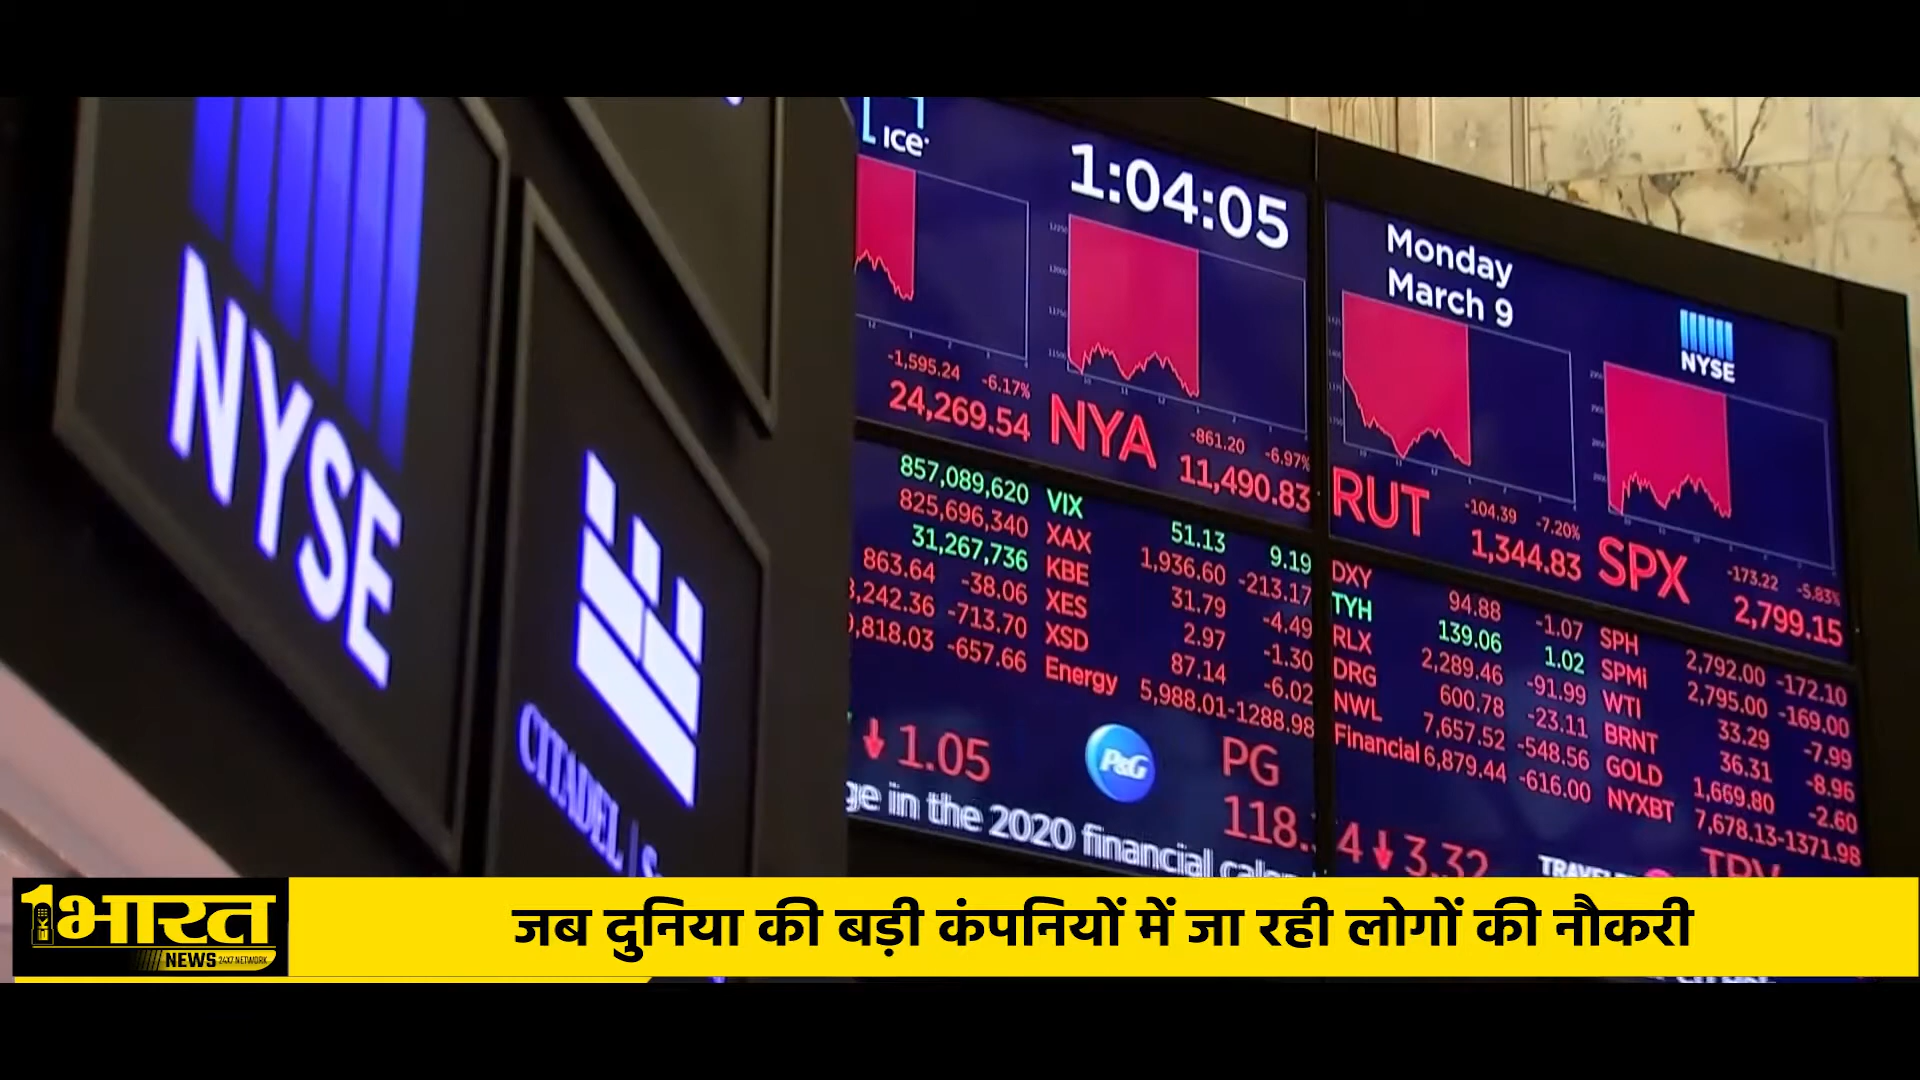 NYSE
CITADEL
ICE
1:04:05
Monday
March 9
NYSE
-1,595.24 -6.17%
24,269.54
NYA
-861.20 -6.97%
11,490.83
RUT
-104.39 -7.20%
1,344.83
SPX
-173.22 -5.83%
2,799.15
857,089,620
825,696,340
31,267,736
863.64 -38.06
,242.36 -713.70
,818.03 -657.66
VIX 51.13 9.19
XAX 1,936.60 -213.17
KBE 31.79 -4.49
XES 2.97 -1.30
XSD 87.14 -6.02
Energy 5,988.01 -1288.98
DXY 94.88 -1.07
TYH 139.06 1.02
RLX 2,289.46 -91.99
DRG 600.78 -23.11
NWL 7,657.52 -548.56
Financial 6,879.44 -616.00
SPH 2,792.00 -172.10
SPMi 2,795.00 -169.00
WTI 33.29 -7.99
BRNT 36.31 -8.96
GOLD 1,669.80 -2.60
NYXBT 7,678.13 -1371.98
1.05
P&G
PG
118. 4 3.32
in the 2020 financial
1भारत
NEWS 24X7 NETWORK
जब दुनिया की बड़ी कंपनियों में जा रही लोगों की नौकरी